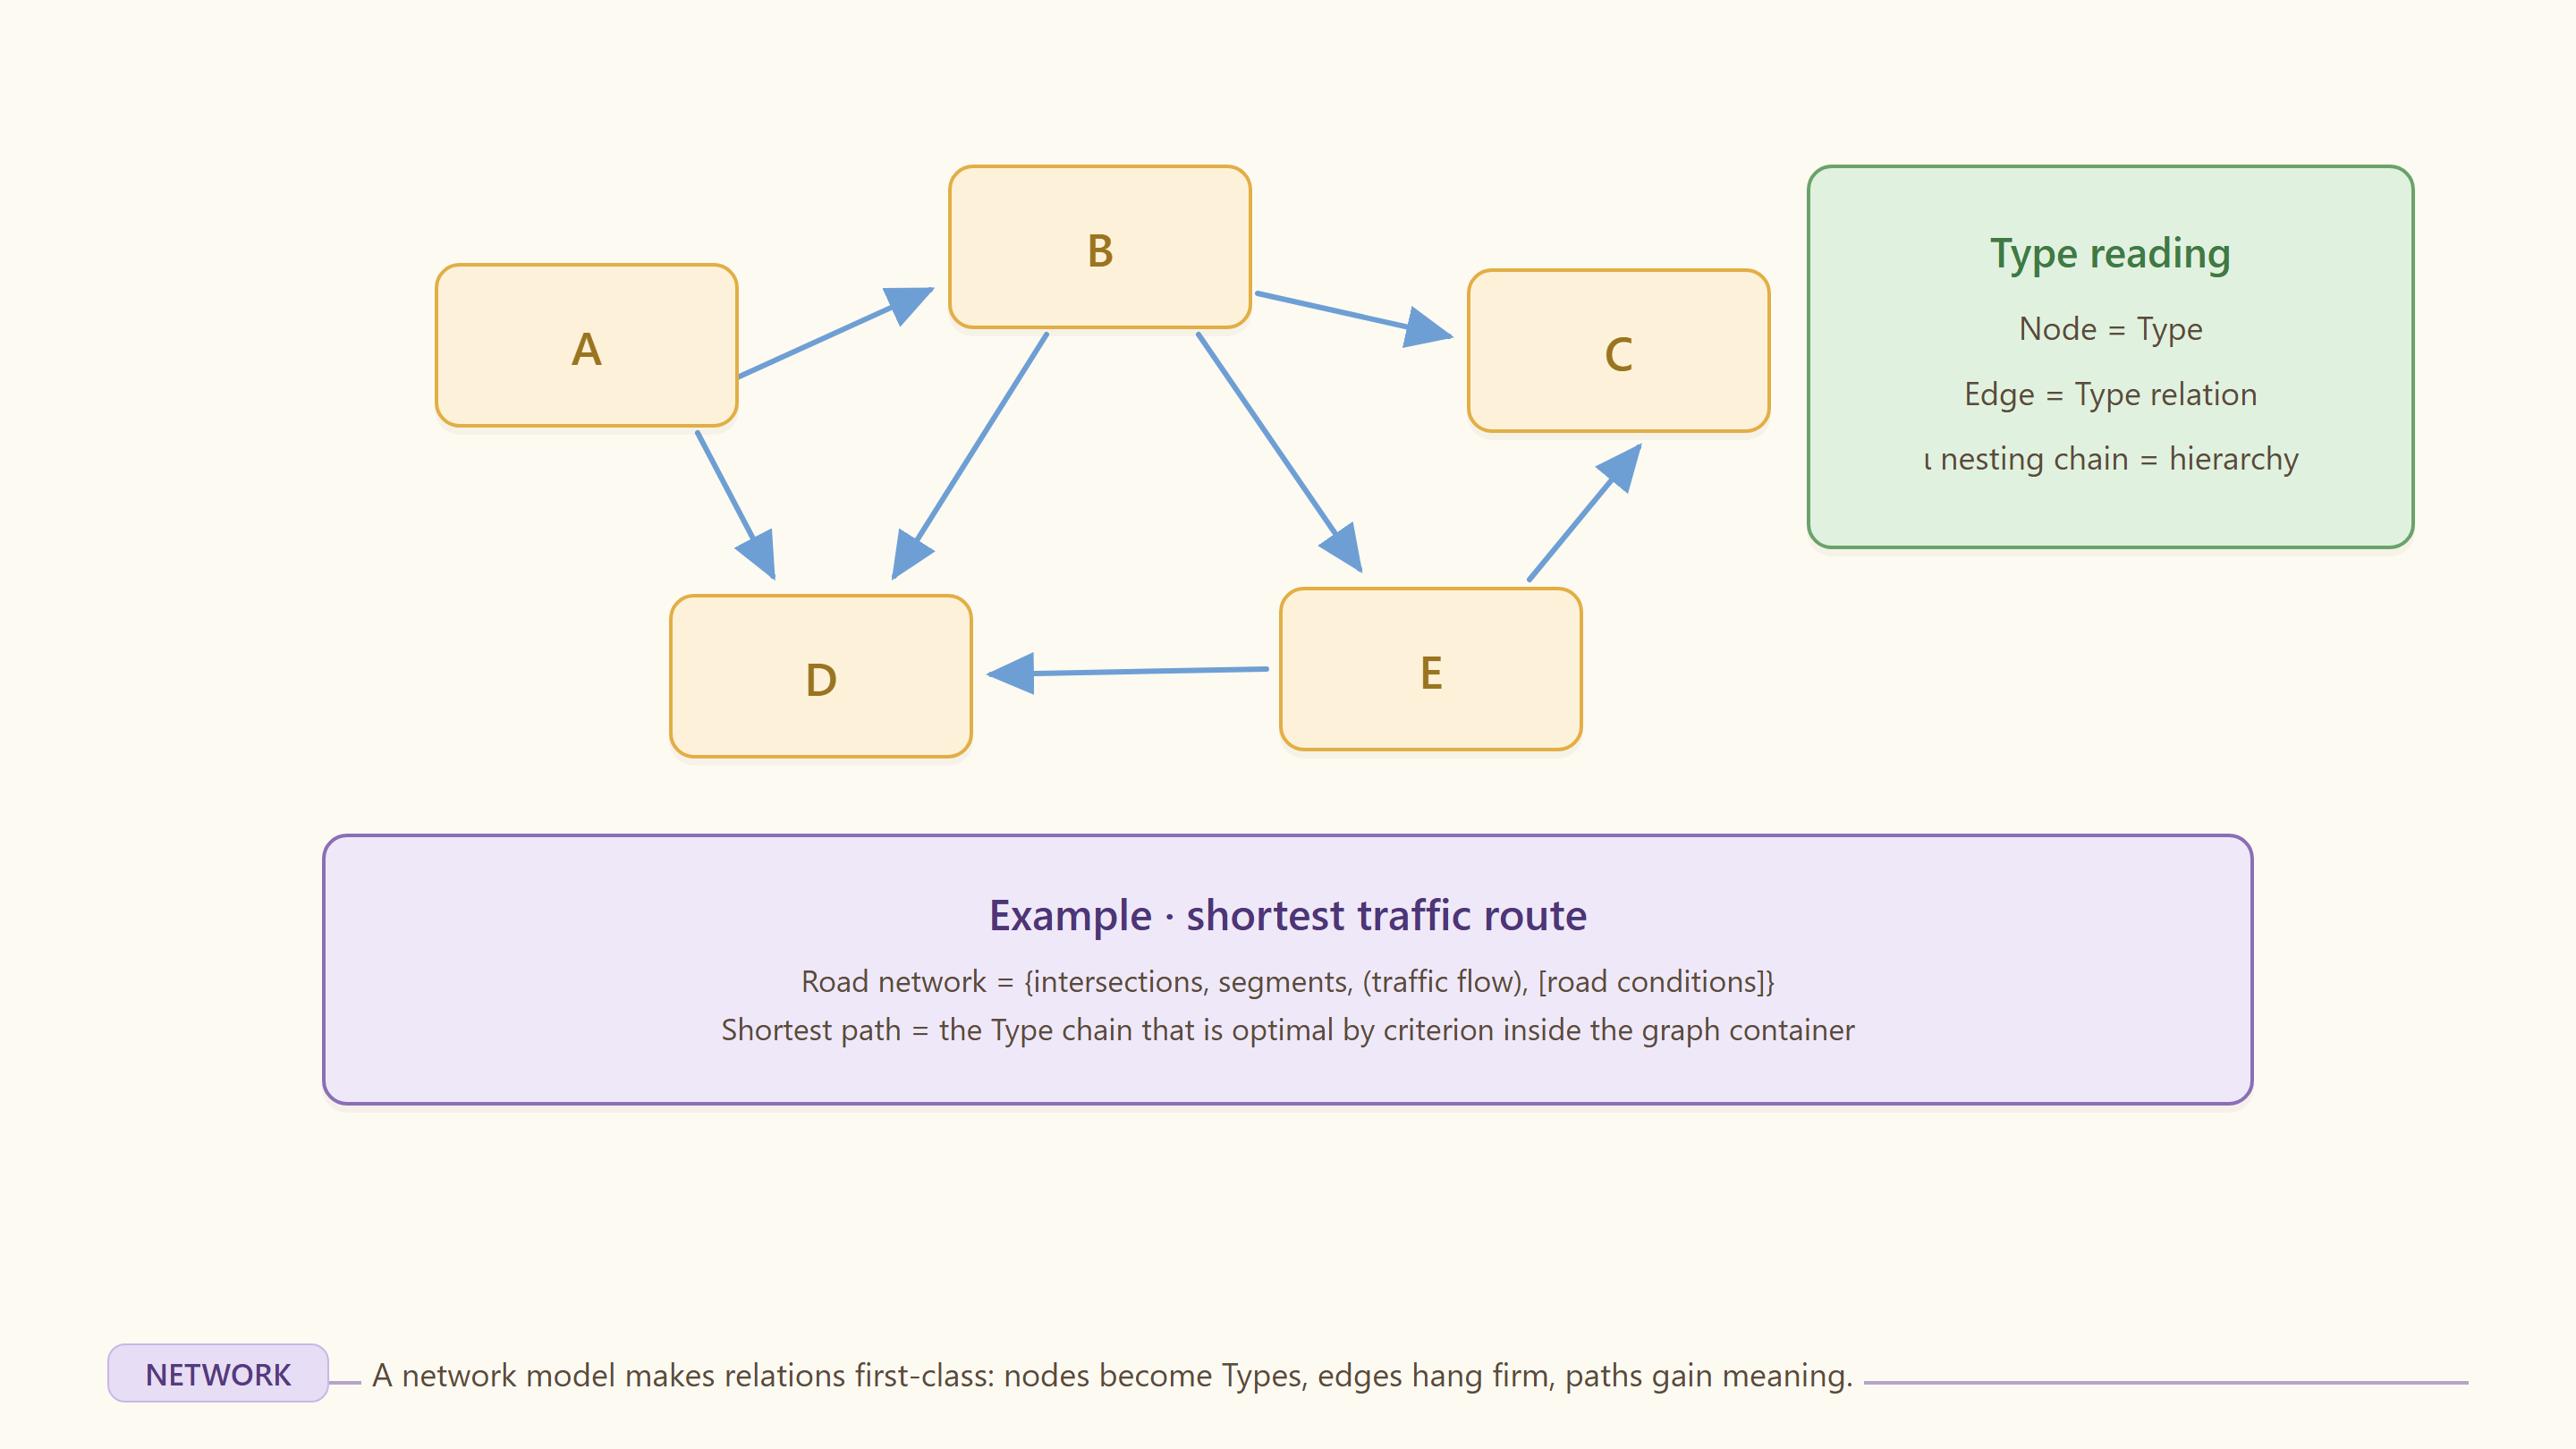 A
B
C
D
E
Type reading
Node = Type
Edge = Type relation
ι nesting chain = hierarchy
Example · shortest traffic route
Road network = {intersections, segments, (traffic flow), [road conditions]}
Shortest path = the Type chain that is optimal by criterion inside the graph container
NETWORK
A network model makes relations first-class: nodes become Types, edges hang firm, paths gain meaning.